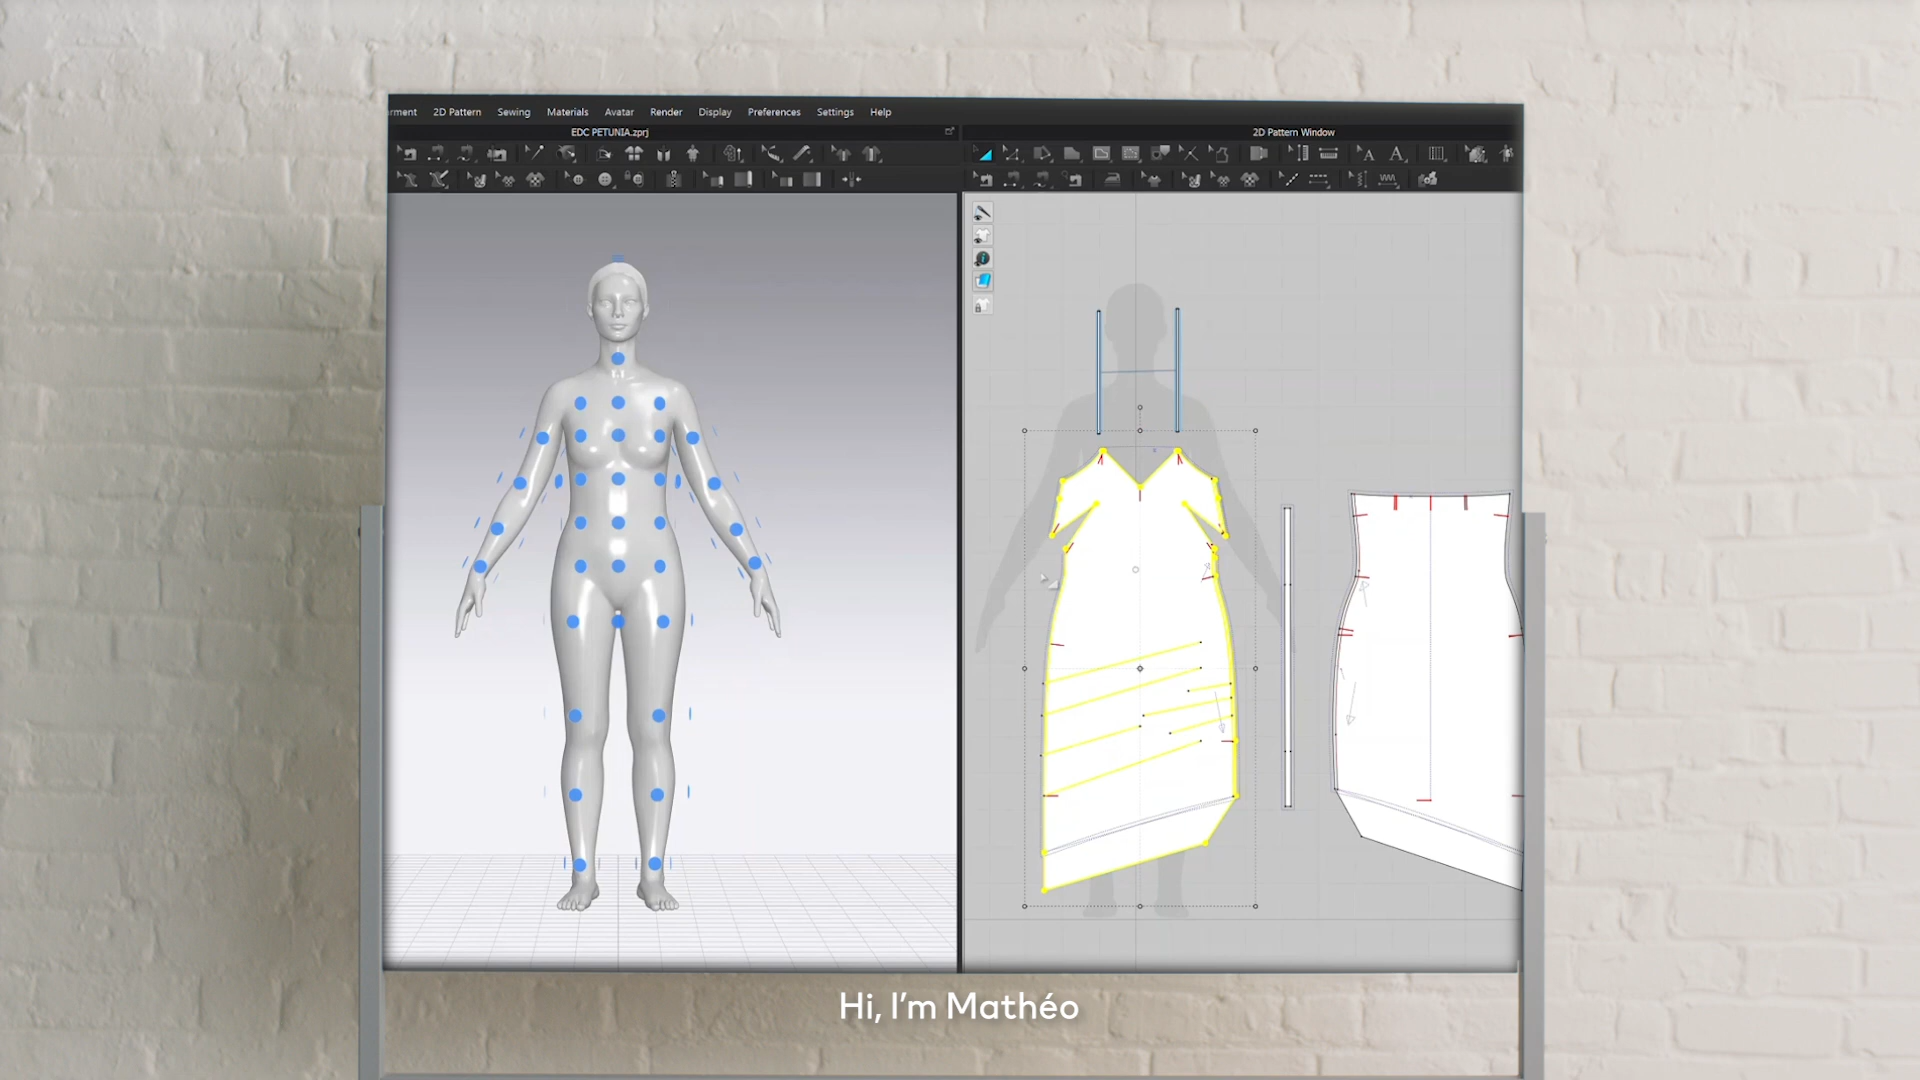 rment 2D Pattern Sewing Materials Avatar Render Display Preferences Settings Help
EDC PETUNIA.zprj
2D Pattern Window
Hi, I'm Mathéo